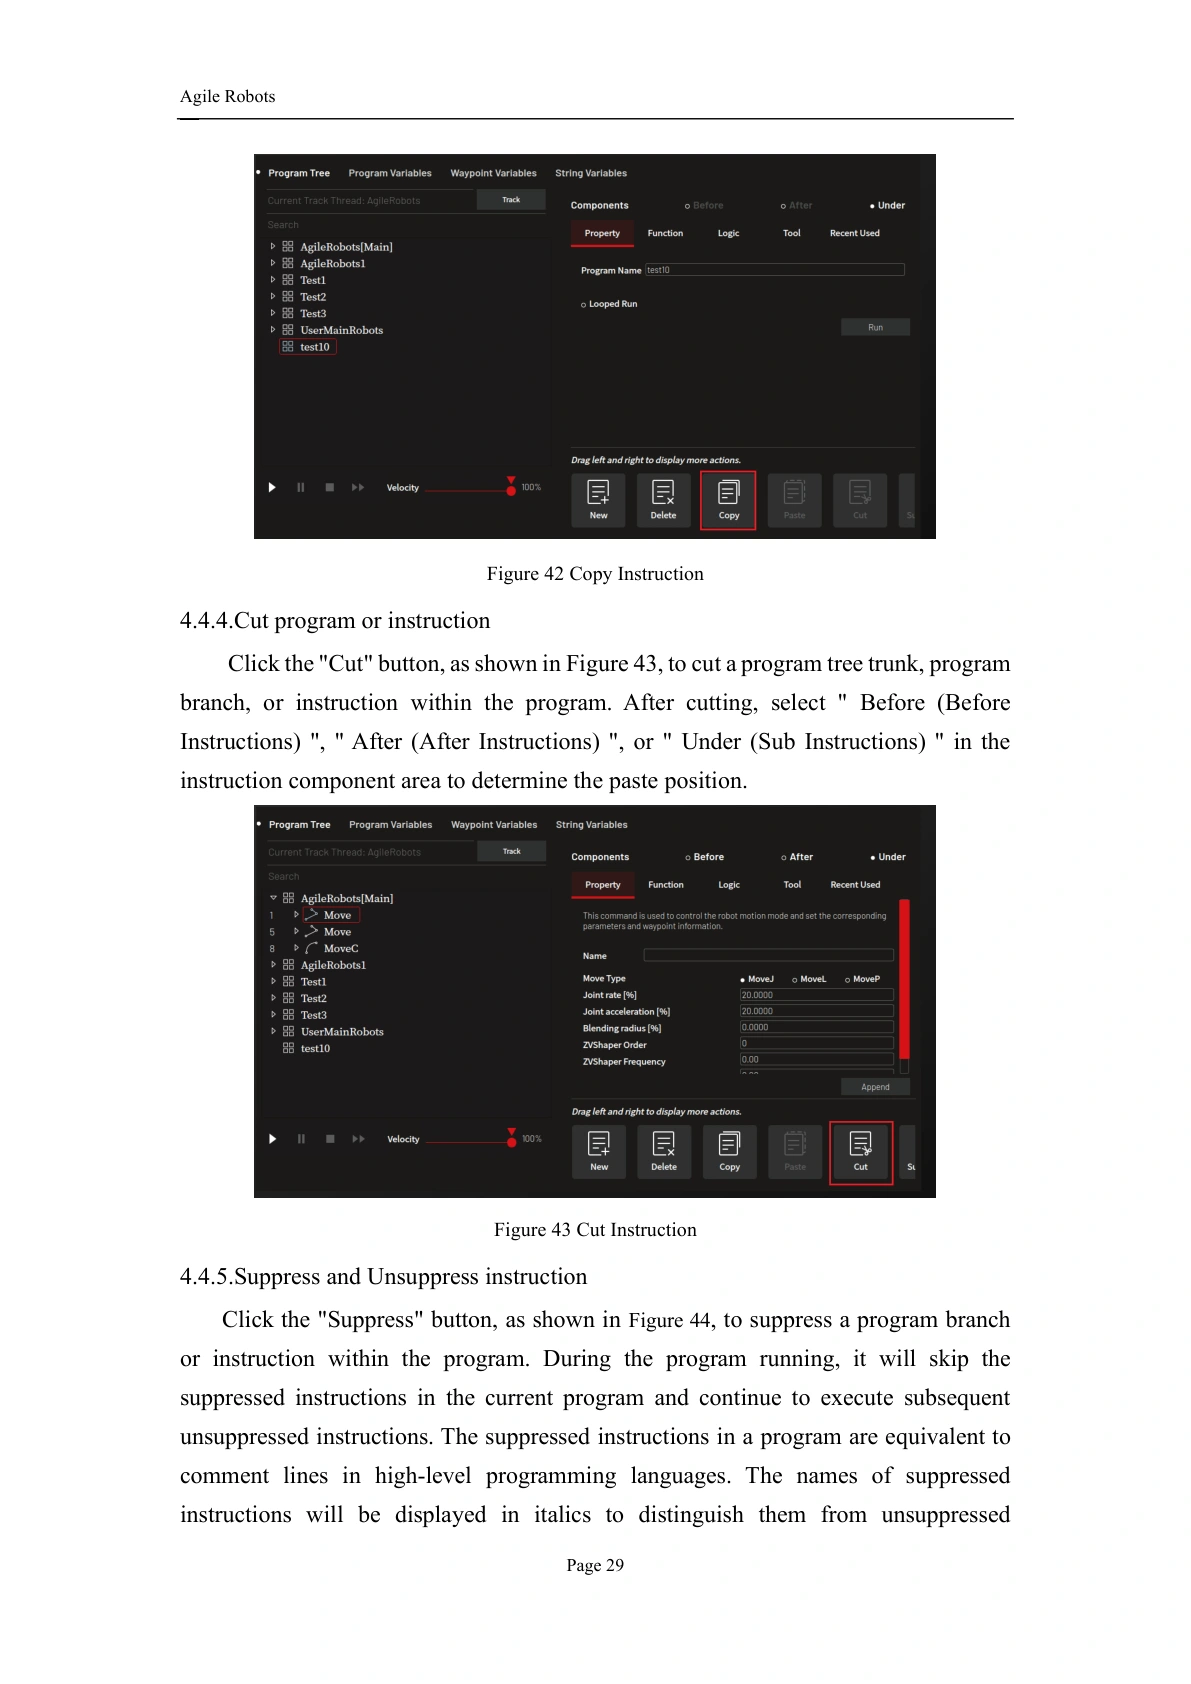 Agile Robots
Program Tree Program Variables Waypoint Variables String Variables
Current Track Thread: AgileRobots Track
Search
AgileRobots[Main]
AgileRobots1
Test1
Test2
Test3
UserMainRobots
test10
Velocity 100%
Components Before After Under
Property Function Logic Tool Recent Used
Program Name test10
Looped Run
Run
Drag left and right to display more actions.
New Delete Copy Paste Cut Su
Figure 42 Copy Instruction
4.4.4.Cut program or instruction
Click the "Cut" button, as shown in Figure 43, to cut a program tree trunk, program
branch, or instruction within the program. After cutting, select " Before (Before
Instructions) ", " After (After Instructions) ", or " Under (Sub Instructions) " in the
instruction component area to determine the paste position.
Program Tree Program Variables Waypoint Variables String Variables
Current Track Thread: AgileRobots Track
Search
AgileRobots[Main]
1 Move
5 Move
8 MoveC
AgileRobots1
Test1
Test2
Test3
UserMainRobots
test10
Velocity 100%
Components Before After Under
Property Function Logic Tool Recent Used
This command is used to control the robot motion mode and set the corresponding
parameters and waypoint information.
Name
Move Type MoveJ MoveL MoveP
Joint rate [%] 20.0000
Joint acceleration [%] 20.0000
Blending radius [%] 0.0000
ZVShaper Order 0
ZVShaper Frequency 0.00
Append
Drag left and right to display more actions.
New Delete Copy Paste Cut Su
Figure 43 Cut Instruction
4.4.5.Suppress and Unsuppress instruction
Click the "Suppress" button, as shown in Figure 44, to suppress a program branch
or instruction within the program. During the program running, it will skip the
suppressed instructions in the current program and continue to execute subsequent
unsuppressed instructions. The suppressed instructions in a program are equivalent to
comment lines in high-level programming languages. The names of suppressed
instructions will be displayed in italics to distinguish them from unsuppressed
Page 29